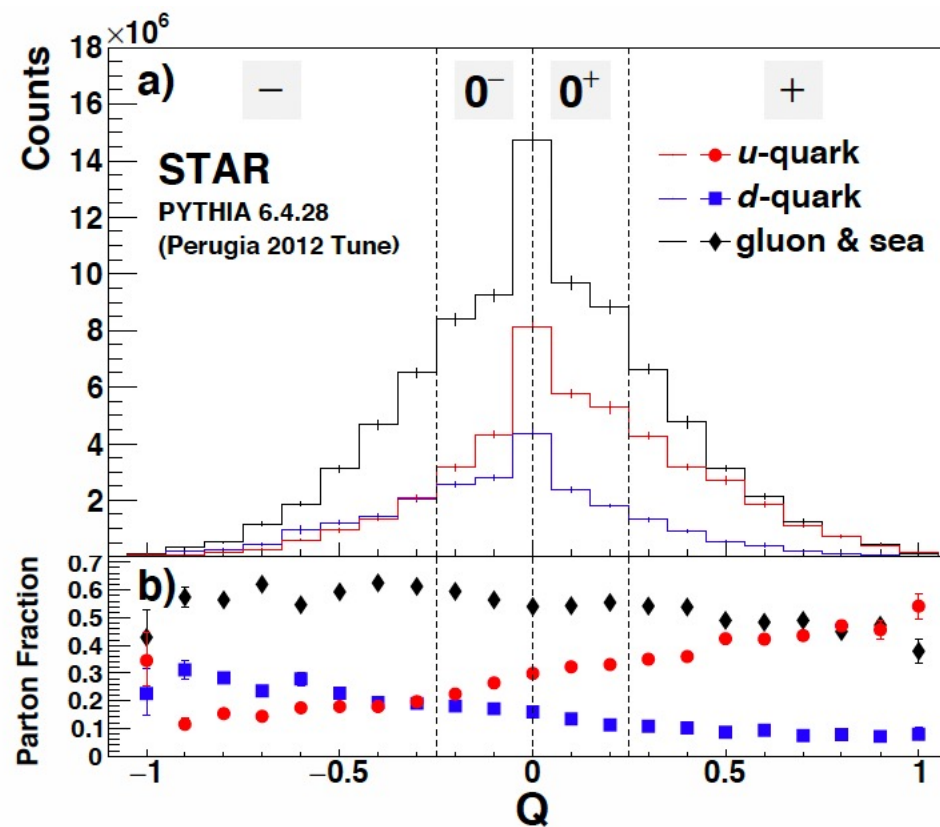 ×10⁶
18
16
14
12
10
8
6
4
2
Counts
a)
−
0⁻
0⁺
+
STAR
PYTHIA 6.4.28
(Perugia 2012 Tune)
u-quark
d-quark
gluon & sea
0.7
0.6
0.5
0.4
0.3
0.2
0.1
0
Parton Fraction
b)
−1
−0.5
0
0.5
1
Q